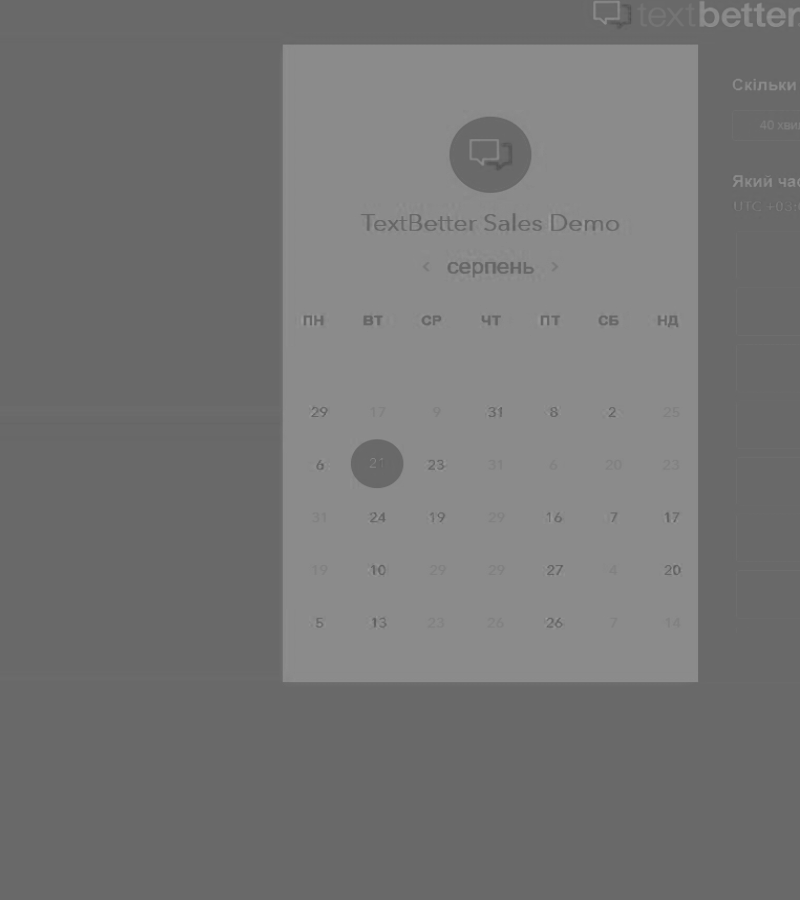 textbetter
TextBetter Sales Demo
‹ серпень ›
ПН ВТ СР ЧТ ПТ СБ НД
29 17 9 31 8 2 25
6 21 23 31 6 20 23
31 24 19 29 16 7 17
19 10 29 29 27 4 20
5 13 23 26 26 7 14
Скільки
40 хви
Який час
UTC +03: